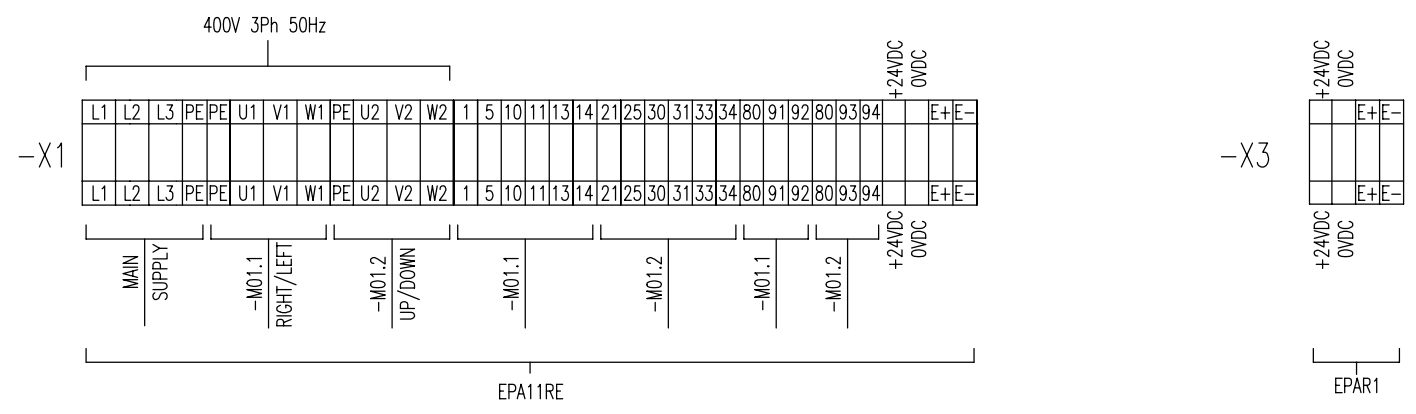 400V 3Ph 50Hz
+24VDC
0VDC
+24VDC
0VDC
L1 L2 L3 PE PE U1 V1 W1 PE U2 V2 W2 1 5 10 11 13 14 21 25 30 31 33 34 80 91 92 80 93 94 E+ E-
E+ E-
-X1
-X3
L1 L2 L3 PE PE U1 V1 W1 PE U2 V2 W2 1 5 10 11 13 14 21 25 30 31 33 34 80 91 92 80 93 94 E+ E-
E+ E-
MAIN
SUPPLY
-M01.1
RIGHT/LEFT
-M01.2
UP/DOWN
-M01.1
-M01.2
-M01.1
-M01.2
+24VDC
0VDC
+24VDC
0VDC
EPA11RE
EPAR1